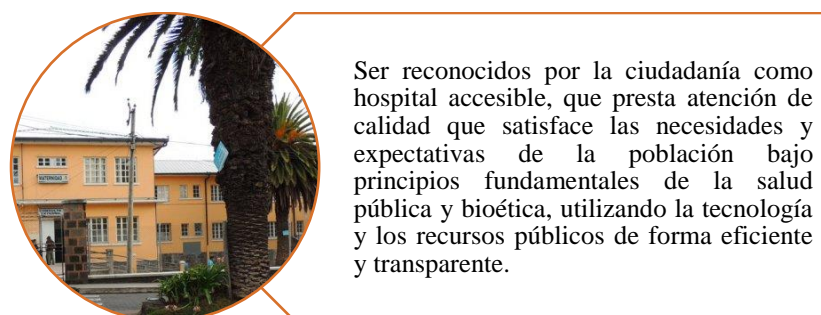 MATERNIDAD
Ser reconocidos por la ciudadanía como
hospital accesible, que presta atención de
calidad que satisface las necesidades y
expectativas de la población bajo
principios fundamentales de la salud
pública y bioética, utilizando la tecnología
y los recursos públicos de forma eficiente
y transparente.